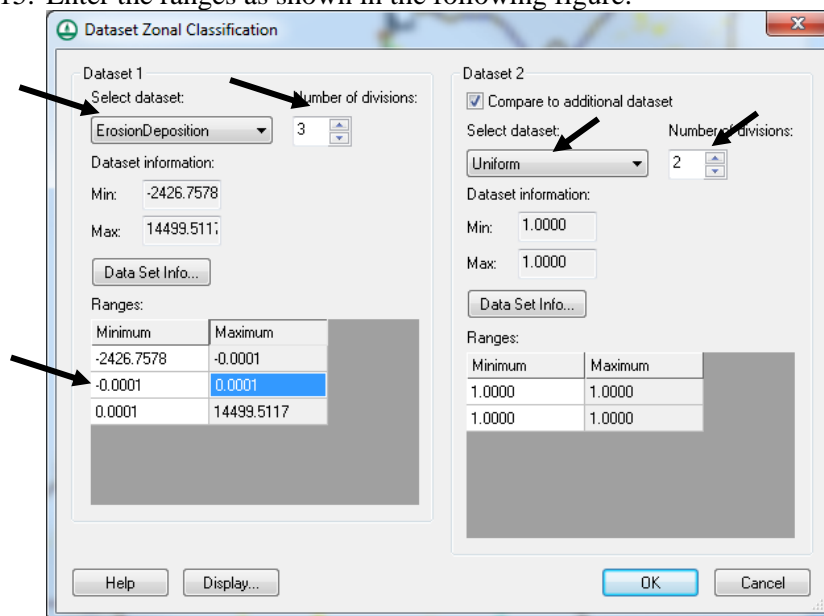 15. Enter the ranges as shown in the following figure.
Dataset Zonal Classification
Dataset 1
Select dataset:
Number of divisions:
ErosionDeposition
3
Dataset information:
Min: -2426.7578
Max: 14499.511
Data Set Info...
Ranges:
Minimum Maximum
-2426.7578 -0.0001
-0.0001 0.0001
0.0001 14499.5117
Dataset 2
Compare to additional dataset
Select dataset:
Number of divisions:
Uniform
2
Dataset information:
Min: 1.0000
Max: 1.0000
Data Set Info...
Ranges:
Minimum Maximum
1.0000 1.0000
1.0000 1.0000
Help
Display...
OK
Cancel